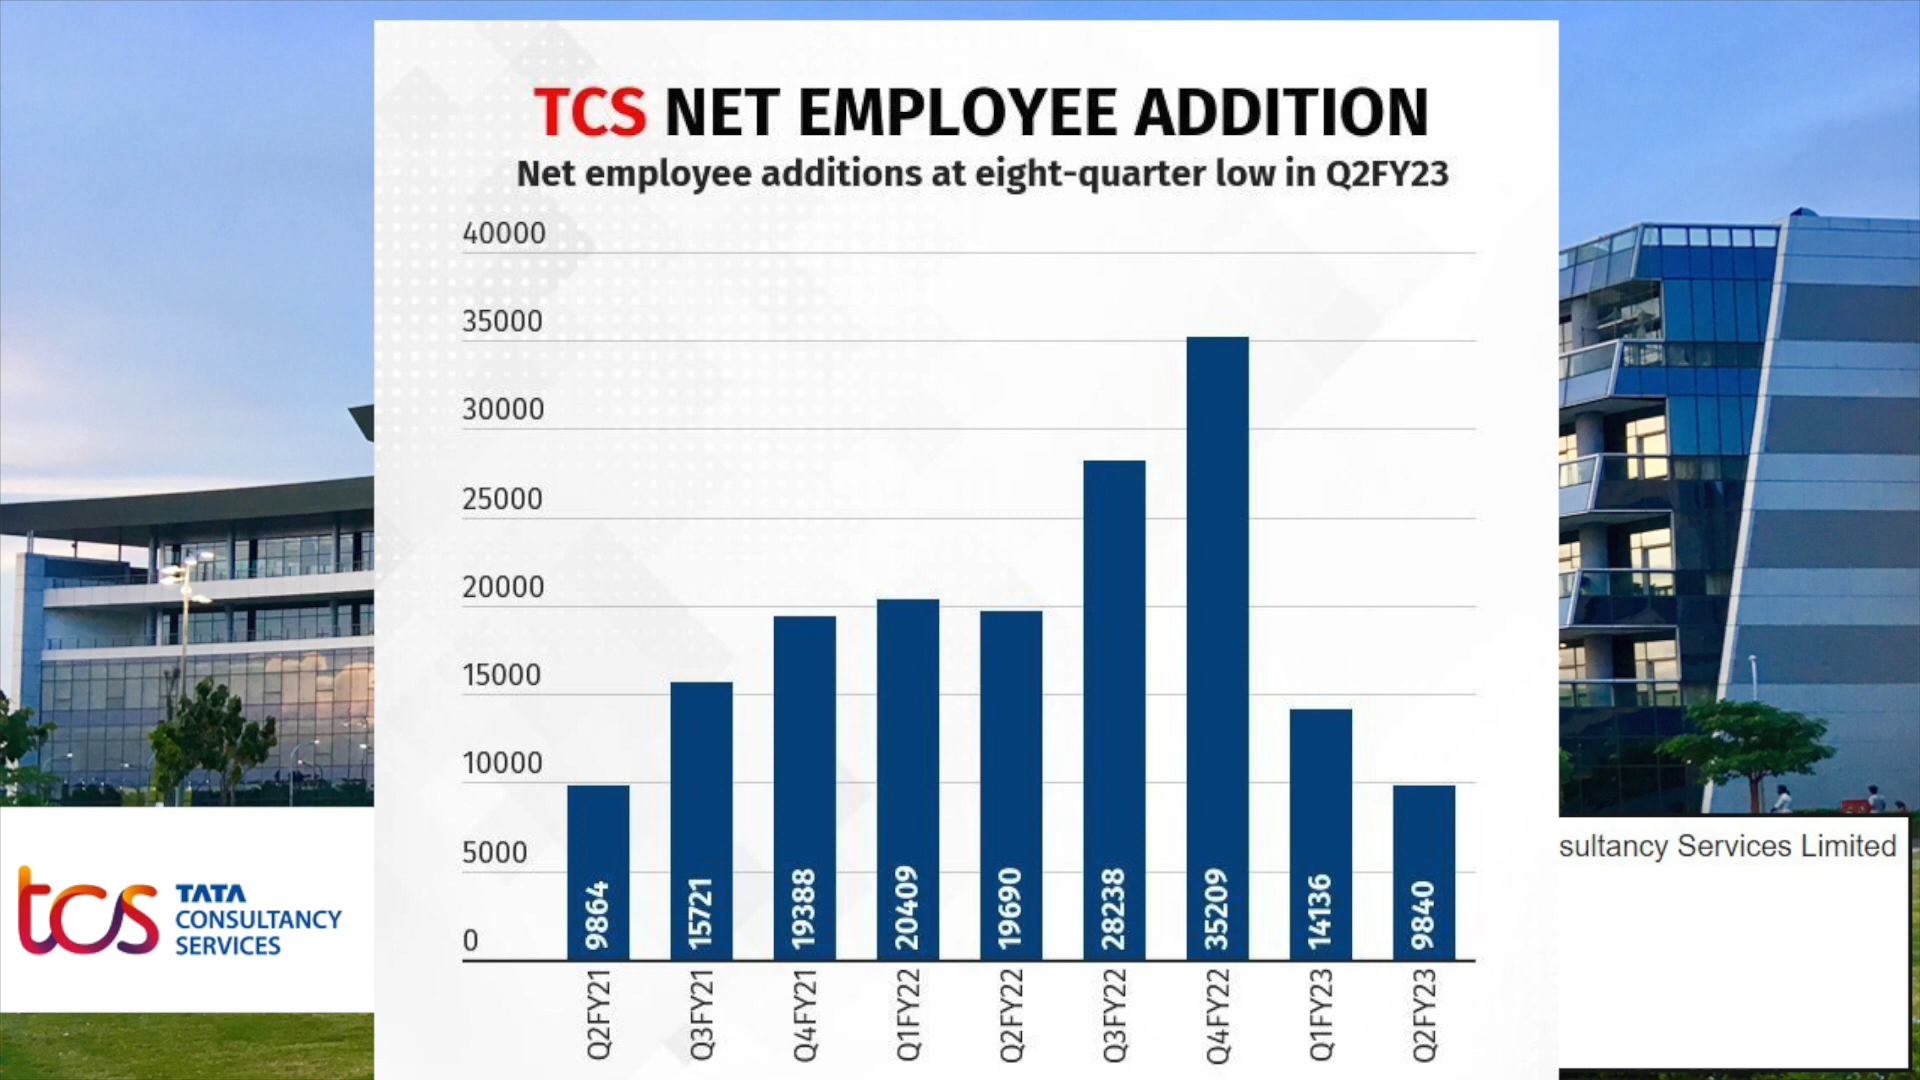 TCS NET EMPLOYEE ADDITION
Net employee additions at eight-quarter low in Q2FY23
40000
35000
30000
25000
20000
15000
10000
5000
0
9864
15721
19388
20409
19690
28238
35209
14136
9840
Q2FY21
Q3FY21
Q4FY21
Q1FY22
Q2FY22
Q3FY22
Q4FY22
Q1FY23
Q2FY23
tcs
TATA
CONSULTANCY
SERVICES
sultancy Services Limited